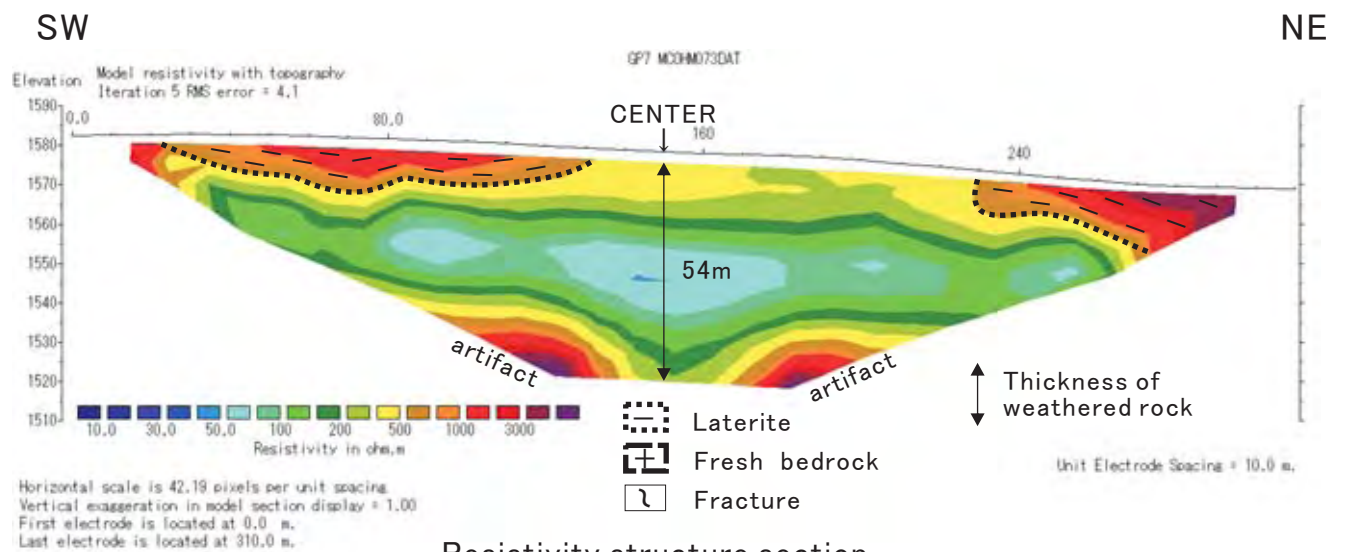 SW
NE
GP7 MCOHM073DAT
Elevation
Model resistivity with topography
Iteration 5 RMS error = 4.1
CENTER
0.0
80.0
160
240
1590
1580
1570
1560
1550
1540
1530
1520
1510
54m
artifact
artifact
Thickness of
weathered rock
10.0 30.0 50.0 100 200 500 1000 3000
Resistivity in ohm.m
Laterite
Fresh bedrock
Fracture
Unit Electrode Spacing = 10.0 m.
Horizontal scale is 42.19 pixels per unit spacing
Vertical exaggeration in model section display = 1.00
First electrode is located at 0.0 m.
Last electrode is located at 310.0 m.
Resistivity structure section